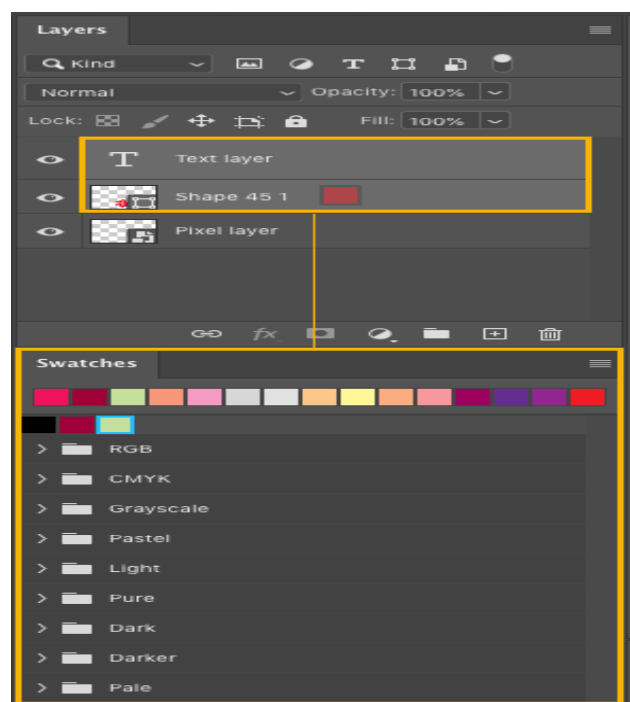 Layers
Kind
Normal Opacity: 100%
Lock: Fill: 100%
T Text layer
Shape 45 1
Pixel layer
fx
Swatches
RGB
CMYK
Grayscale
Pastel
Light
Pure
Dark
Darker
Pale